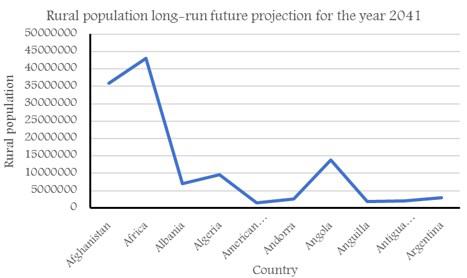 Rural population long-run future projection for the year 2041
50000000
45000000
40000000
35000000
30000000
25000000
20000000
15000000
10000000
5000000
0
Rural population
Afghanistan
Africa
Albania
Algeria
American…
Andorra
Angola
Anguilla
Antigua…
Argentina
Country